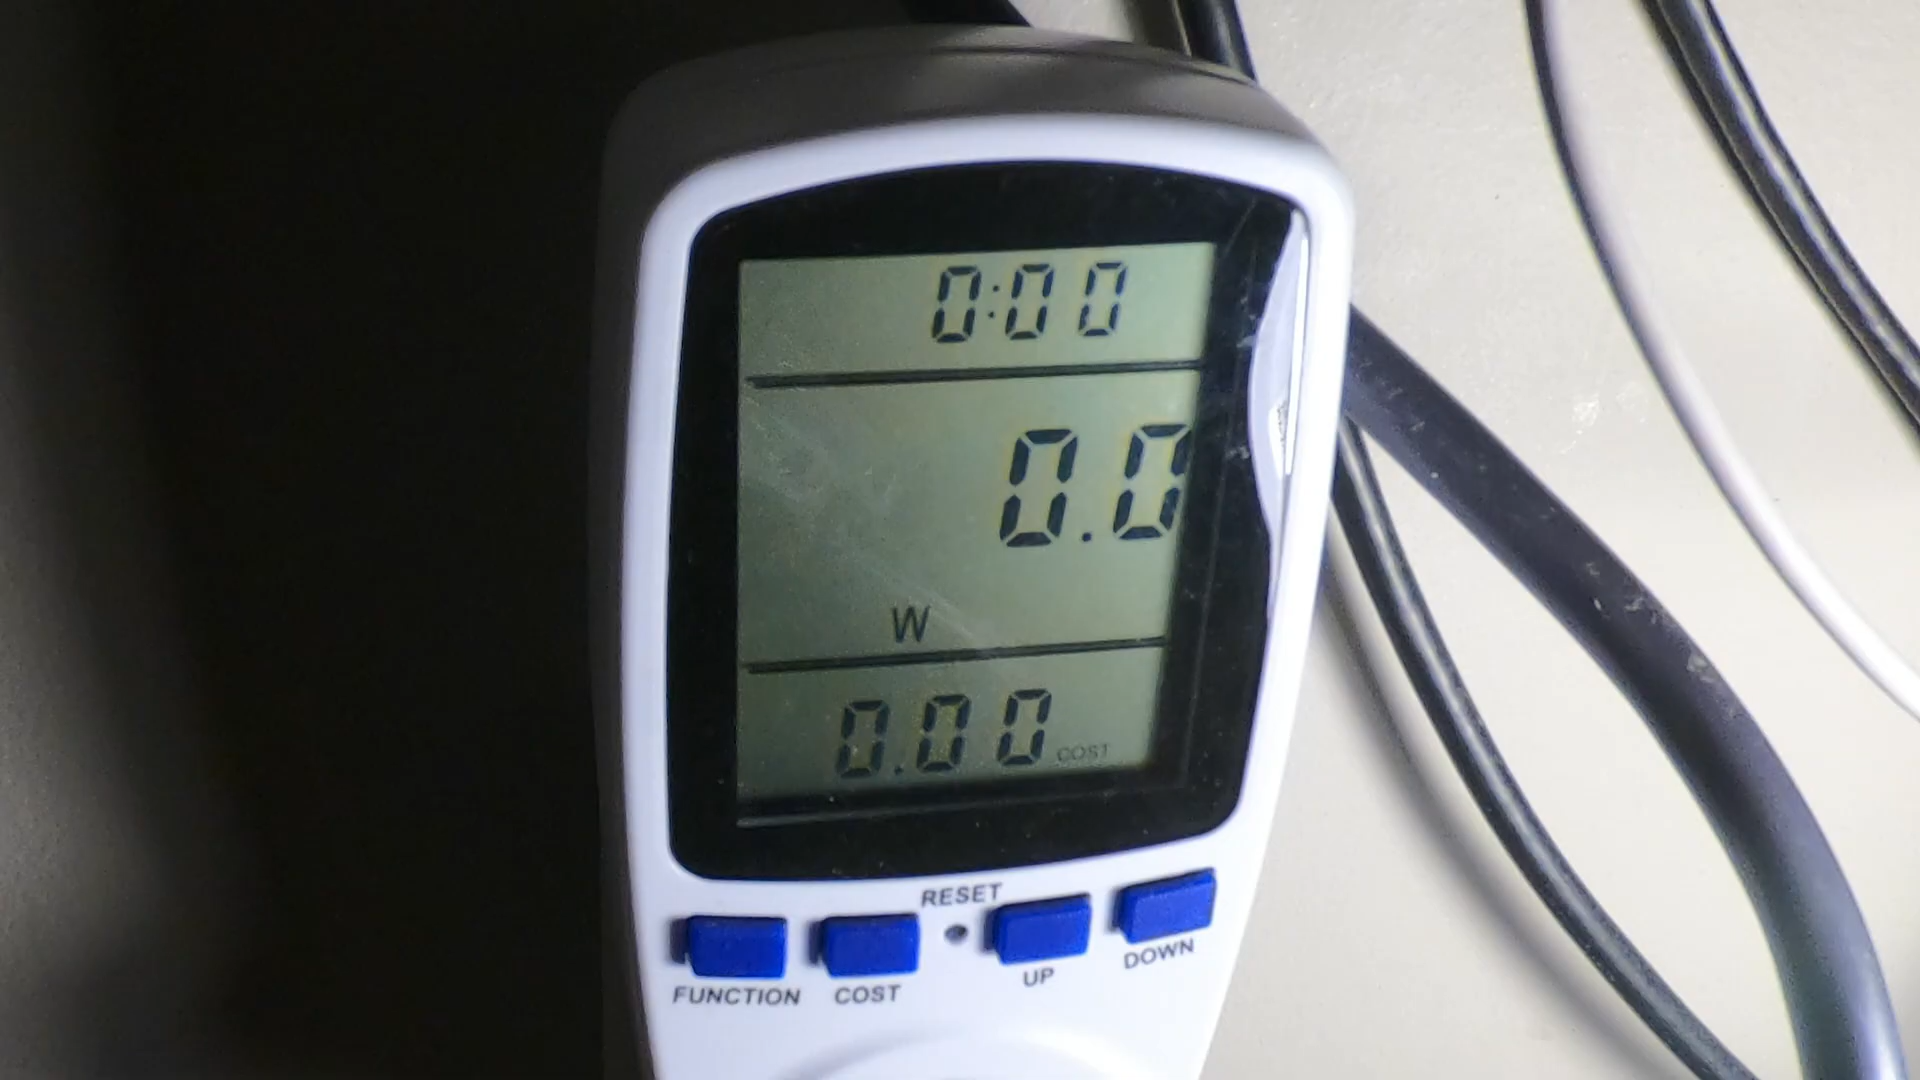 0:00
0.0
W
0.00 COST
RESET
FUNCTION COST UP DOWN